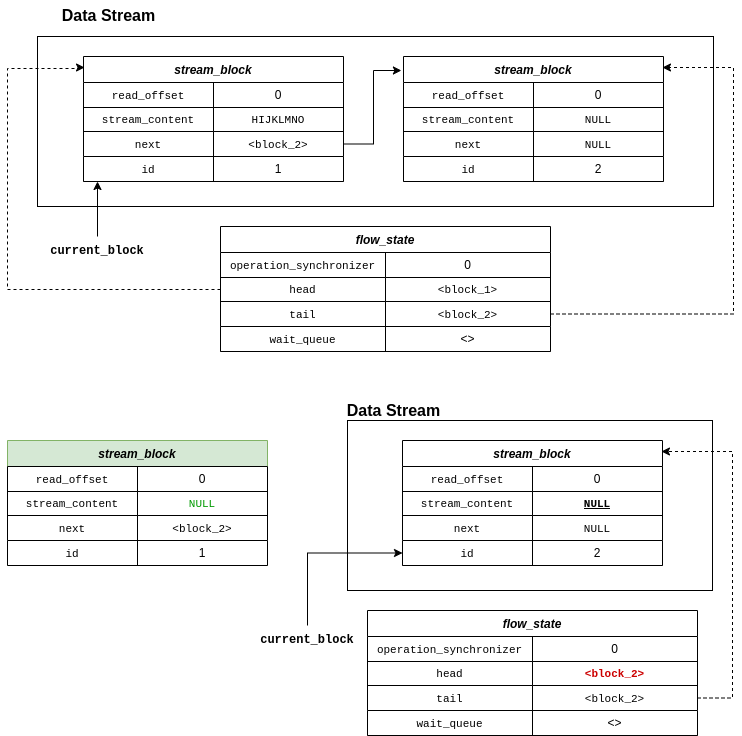 Data Stream
stream_block
read_offset 0
stream_content HIJKLMNO
next <block_2>
id 1
stream_block
read_offset 0
stream_content NULL
next NULL
id 2
current_block
flow_state
operation_synchronizer 0
head <block_1>
tail <block_2>
wait_queue <>
Data Stream
stream_block
read_offset 0
stream_content NULL
next <block_2>
id 1
stream_block
read_offset 0
stream_content NULL
next NULL
id 2
current_block
flow_state
operation_synchronizer 0
head <block_2>
tail <block_2>
wait_queue <>